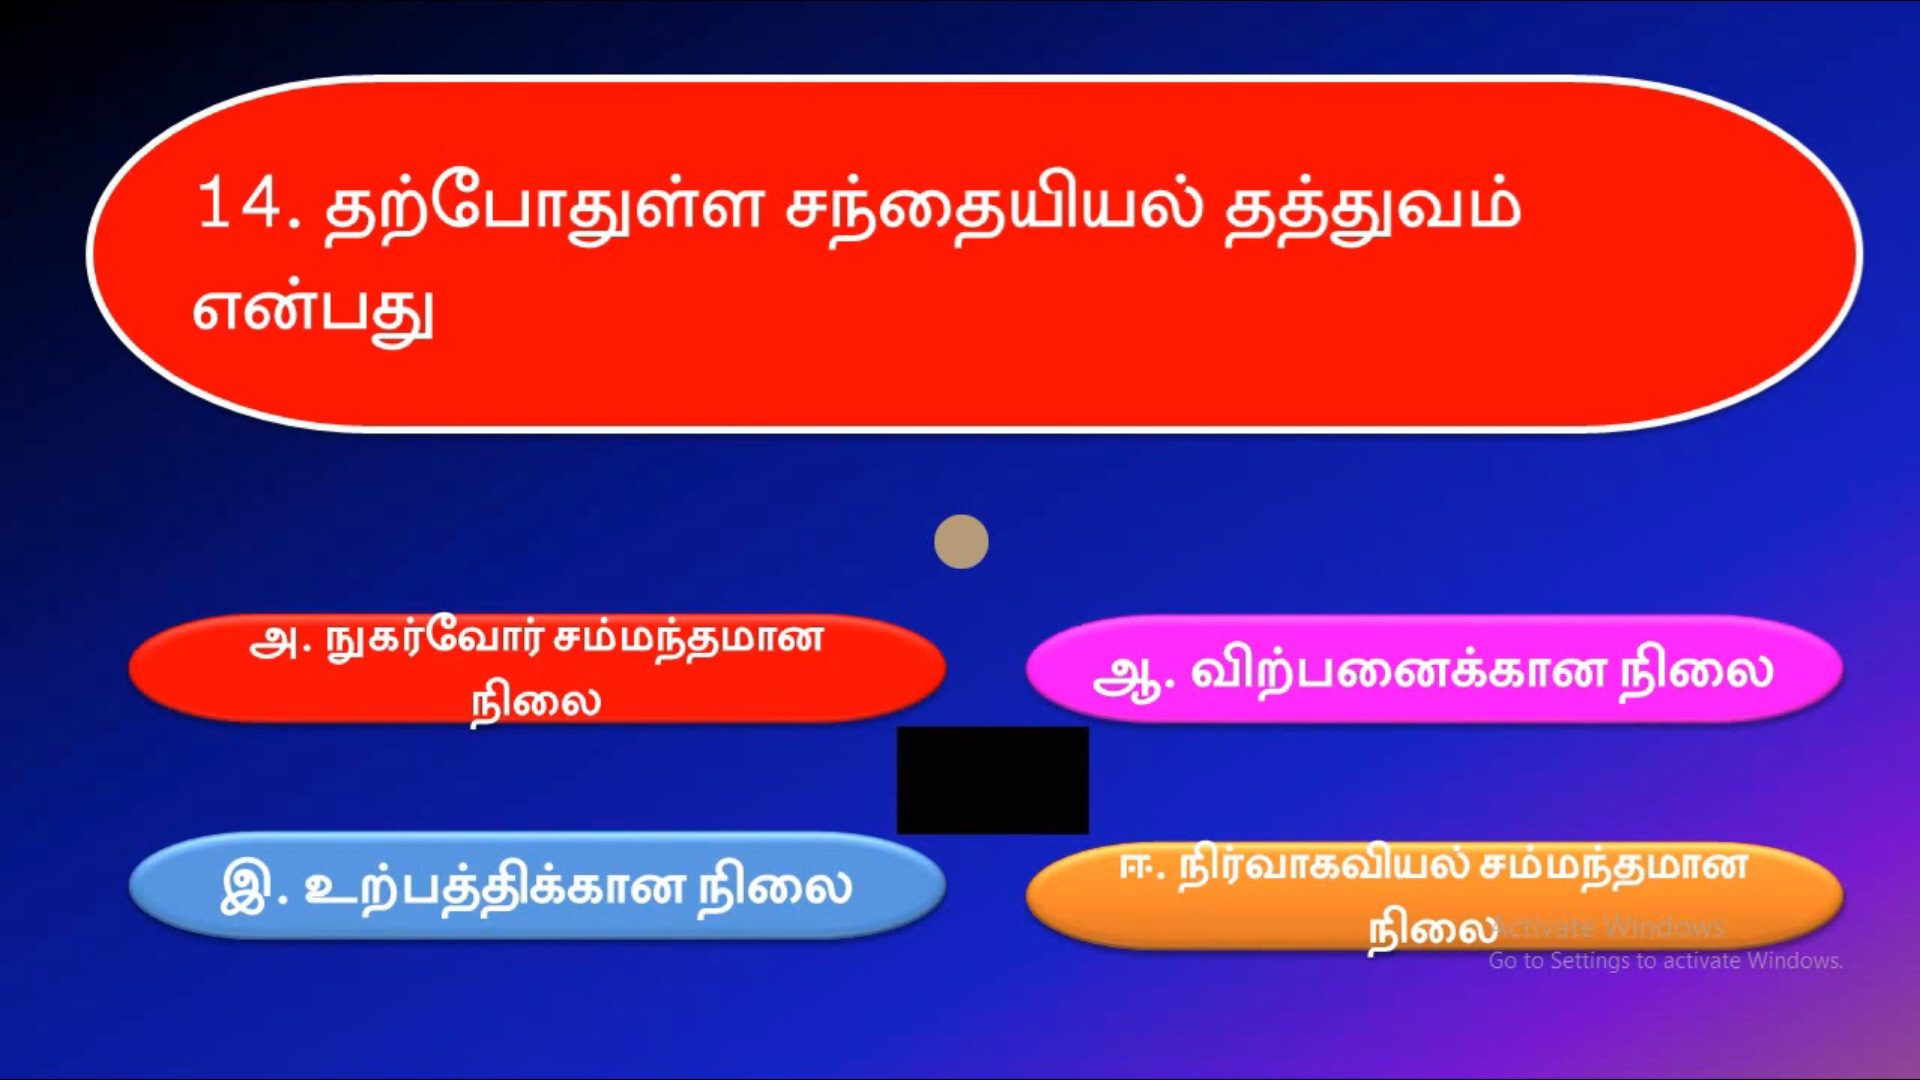 14. தற்போதுள்ள சந்தையியல் தத்துவம்
என்பது
அ. நுகர்வோர் சம்மந்தமான
நிலை
ஆ. விற்பனைக்கான நிலை
இ. உற்பத்திக்கான நிலை
ஈ. நிர்வாகவியல் சம்மந்தமான
நிலை
Activate Windows
Go to Settings to activate Windows.